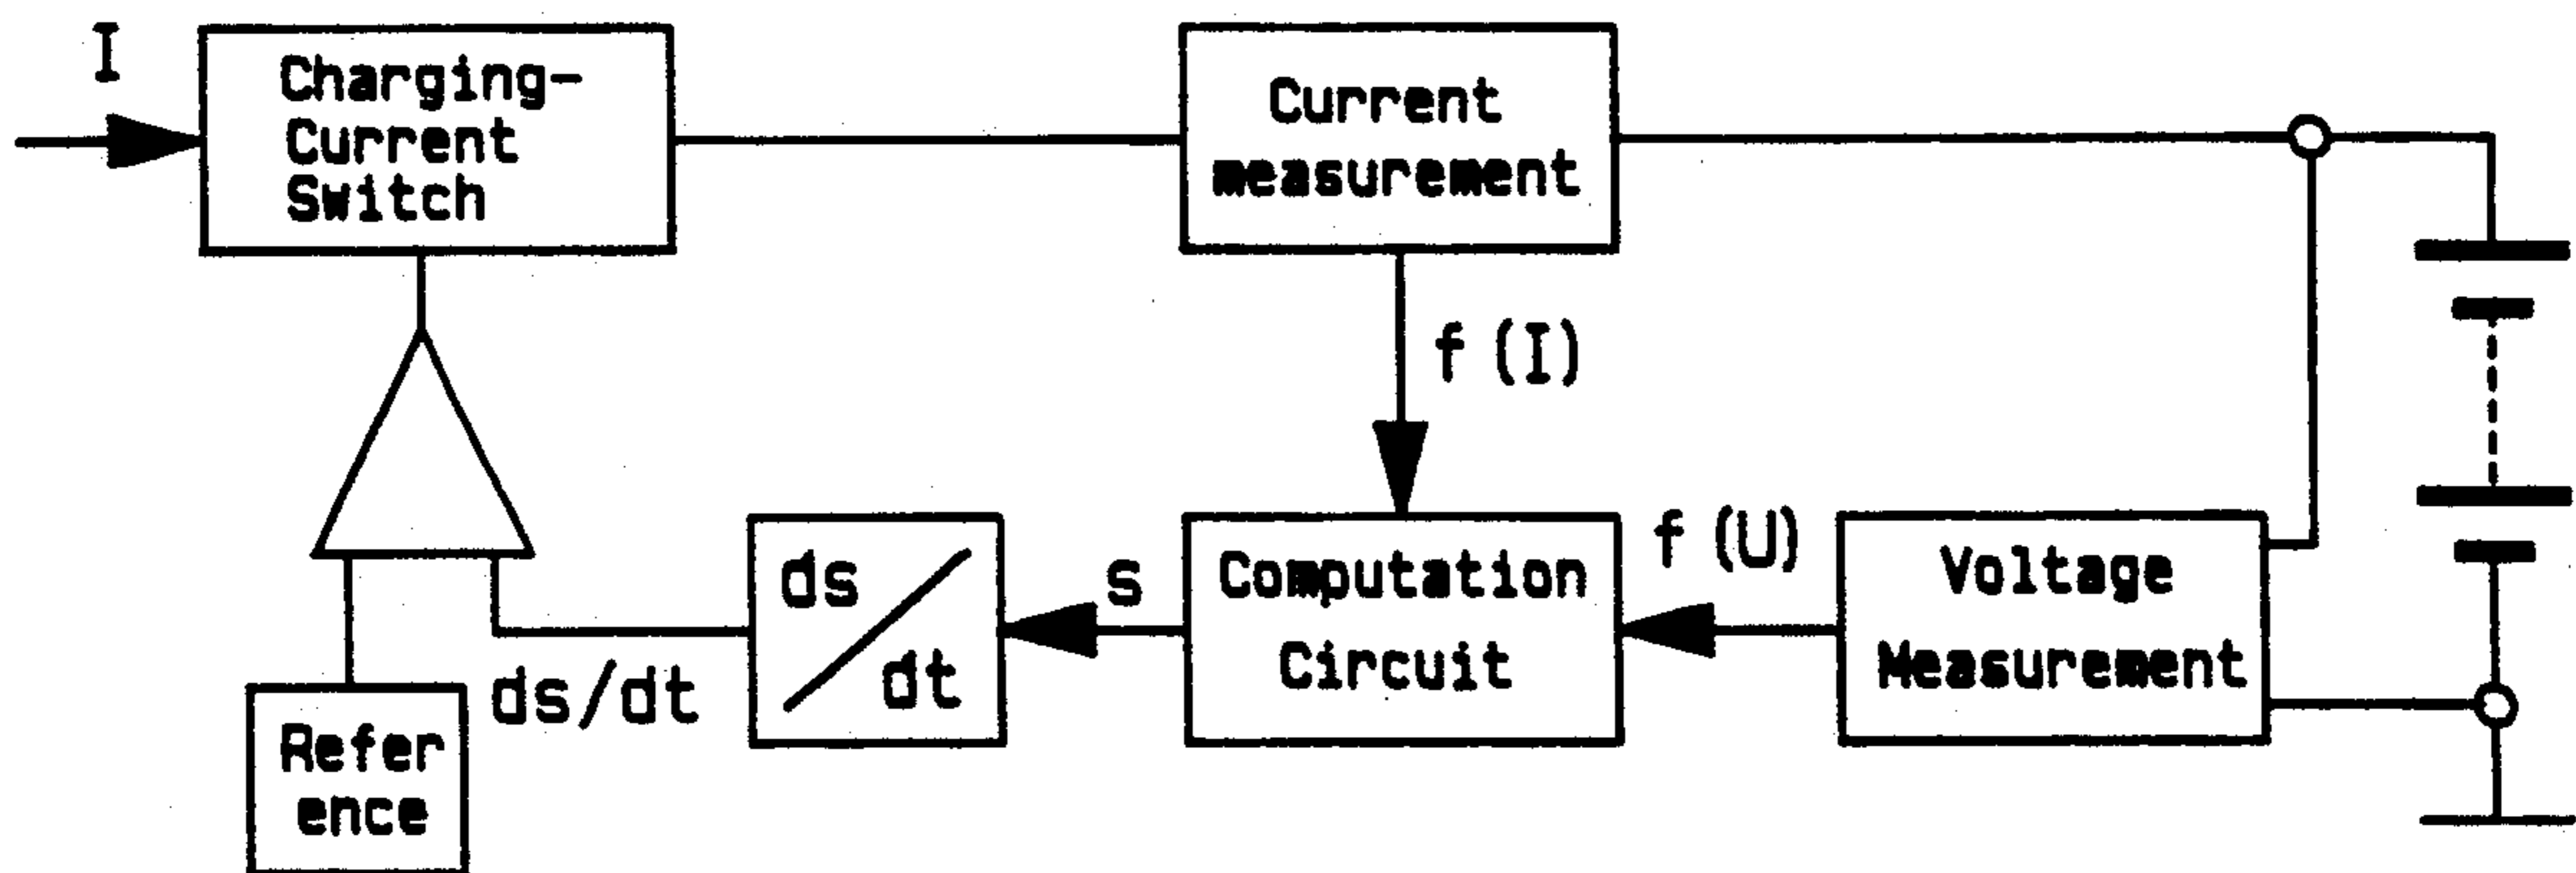 I
Charging-
Current
Switch
Current
measurement
f (I)
ds
dt
s
Computation
Circuit
f (U)
Voltage
Measurement
ds/dt
Refer
ence